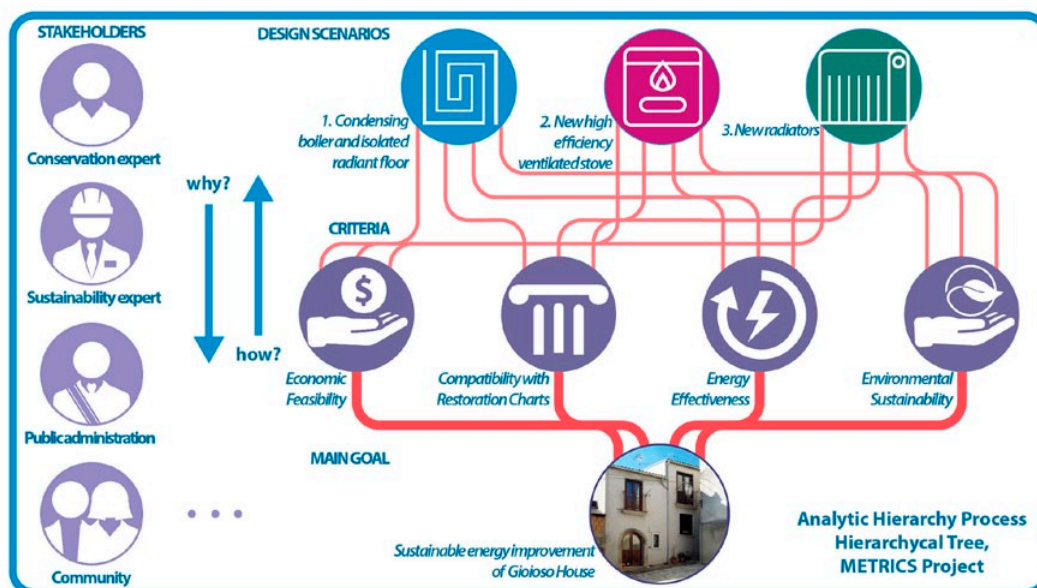 STAKEHOLDERS
Conservation expert
Sustainability expert
Public administration
Community
why?
how?
DESIGN SCENARIOS
1. Condensing
boiler and isolated
radiant floor
2. New high
efficiency
ventilated stove
3. New radiators
CRITERIA
$
Economic
Feasibility
Compatibility with
Restoration Charts
Energy
Effectiveness
Environmental
Sustainability
MAIN GOAL
Sustainable energy improvement
of Gioioso House
Analytic Hierarchy Process
Hierarchycal Tree,
METRICS Project